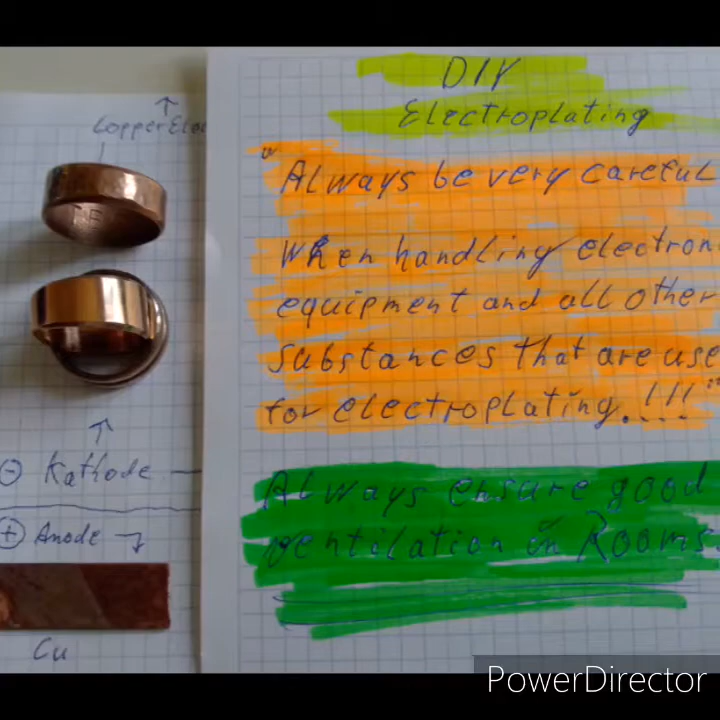 Copper Elec
NE
⊖ Kathode
⊕ Anode
Cu
DIY
Electroplating
"Always be very careful
When handling electron
equipment and all other
Substances that are use
for electroplating.!!!"
Always ensure good
ventilation in Rooms.
PowerDirector